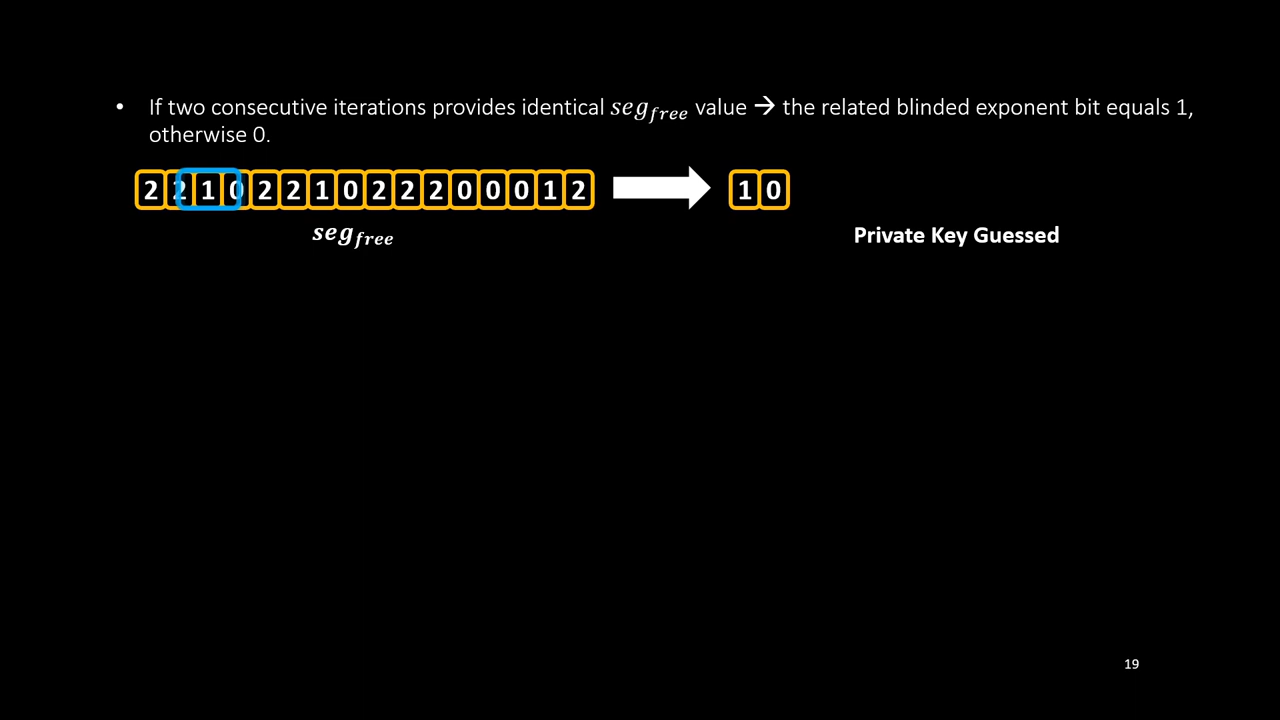 • If two consecutive iterations provides identical seg_free value → the related blinded exponent bit equals 1,
otherwise 0.
2 2 1 0 2 2 1 0 2 2 2 0 0 0 1 2 1 0
seg_free Private Key Guessed
19